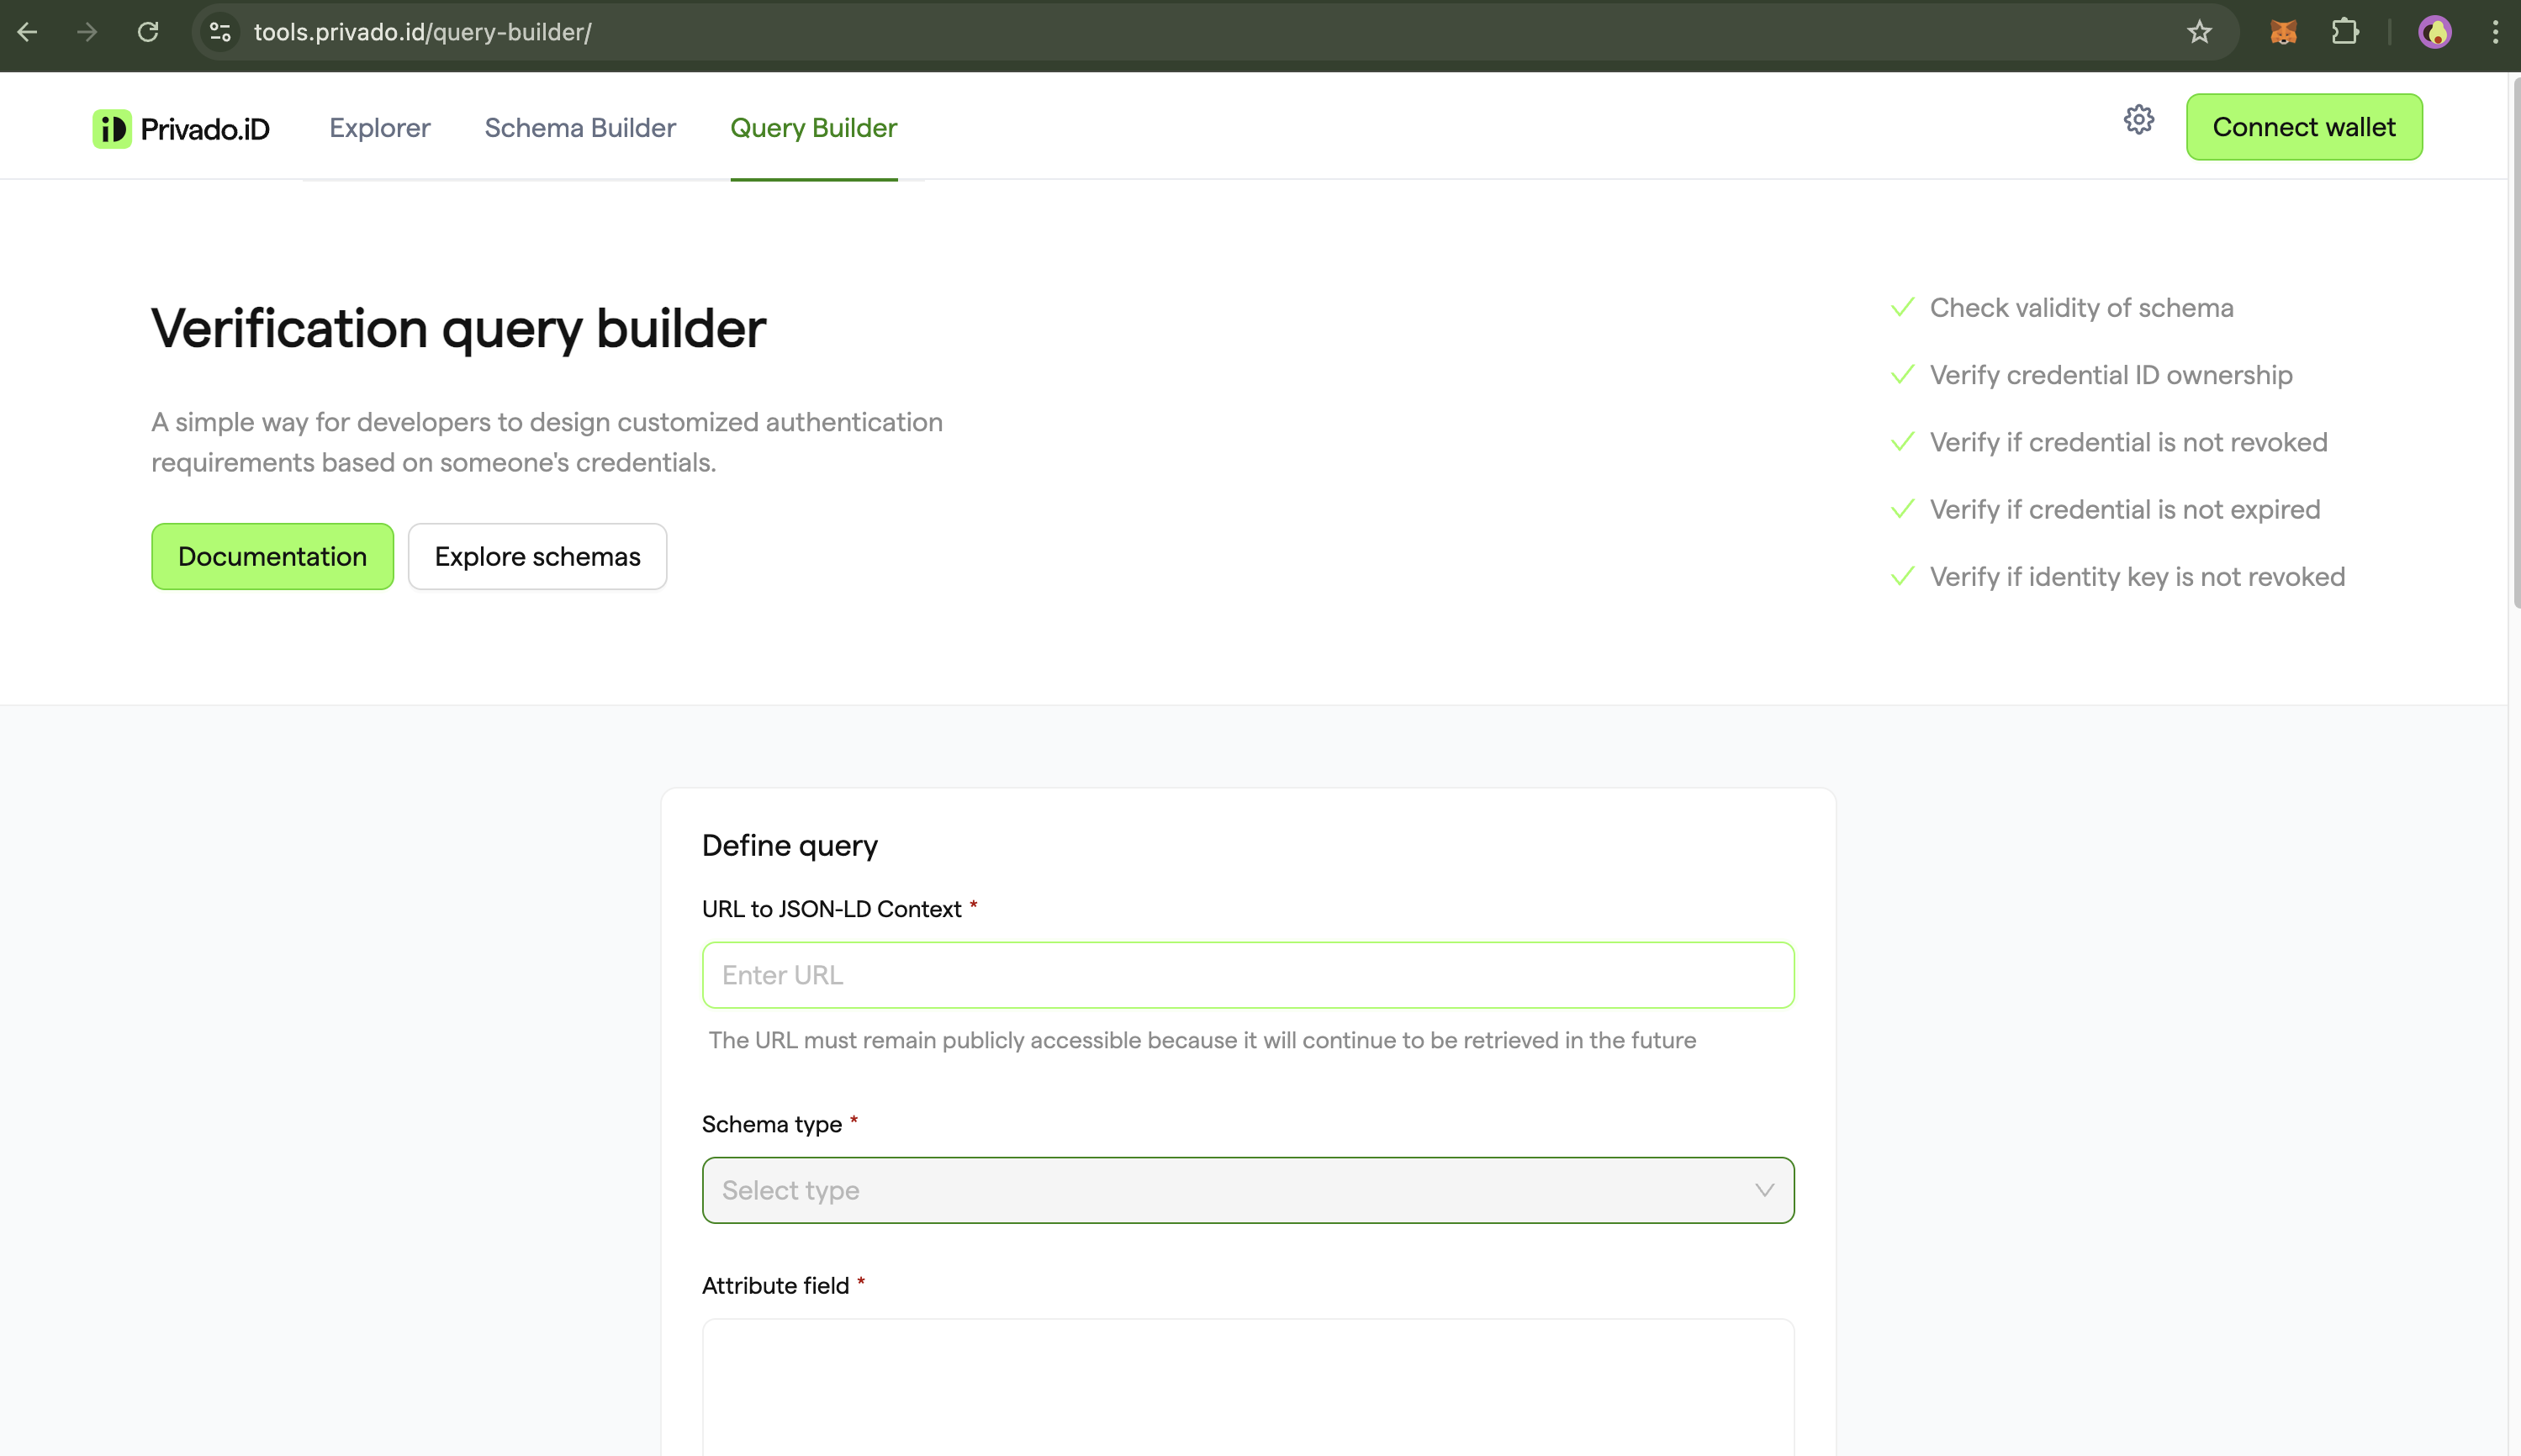 tools.privado.id/query-builder/
iD Privado.iD
Explorer
Schema Builder
Query Builder
Connect wallet
Verification query builder
A simple way for developers to design customized authentication
requirements based on someone's credentials.
Documentation
Explore schemas
Check validity of schema
Verify credential ID ownership
Verify if credential is not revoked
Verify if credential is not expired
Verify if identity key is not revoked
Define query
URL to JSON-LD Context *
Enter URL
The URL must remain publicly accessible because it will continue to be retrieved in the future
Schema type *
Select type
Attribute field *